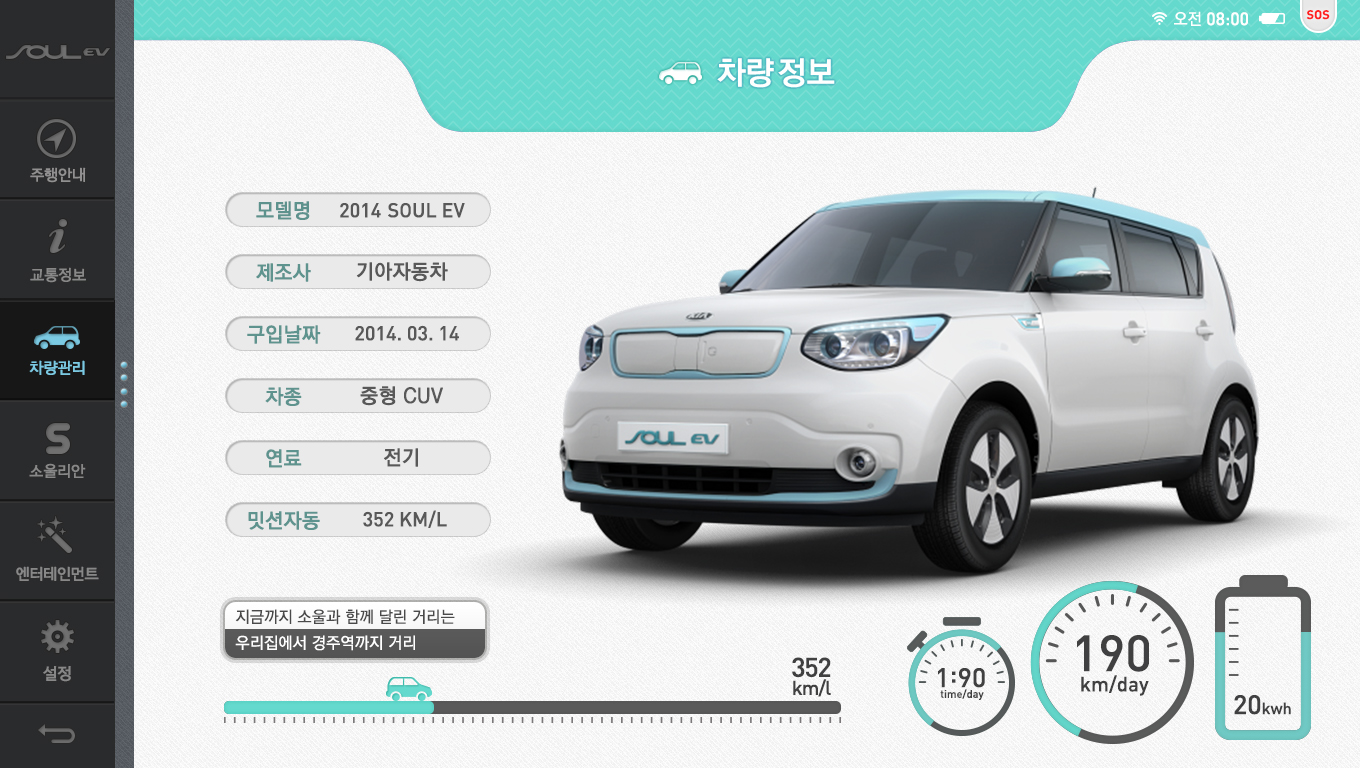 오전 08:00
SOS
SOUL EV
차량 정보
주행안내
교통정보
차량관리
소울리안
엔터테인먼트
설정
모델명 2014 SOUL EV
제조사 기아자동차
구입날짜 2014. 03. 14
차종 중형 CUV
연료 전기
밋션자동 352 KM/L
KIA
SOUL EV
지금까지 소울과 함께 달린 거리는
우리집에서 경주역까지 거리
352
km/l
1:90
time/day
190
km/day
20kwh